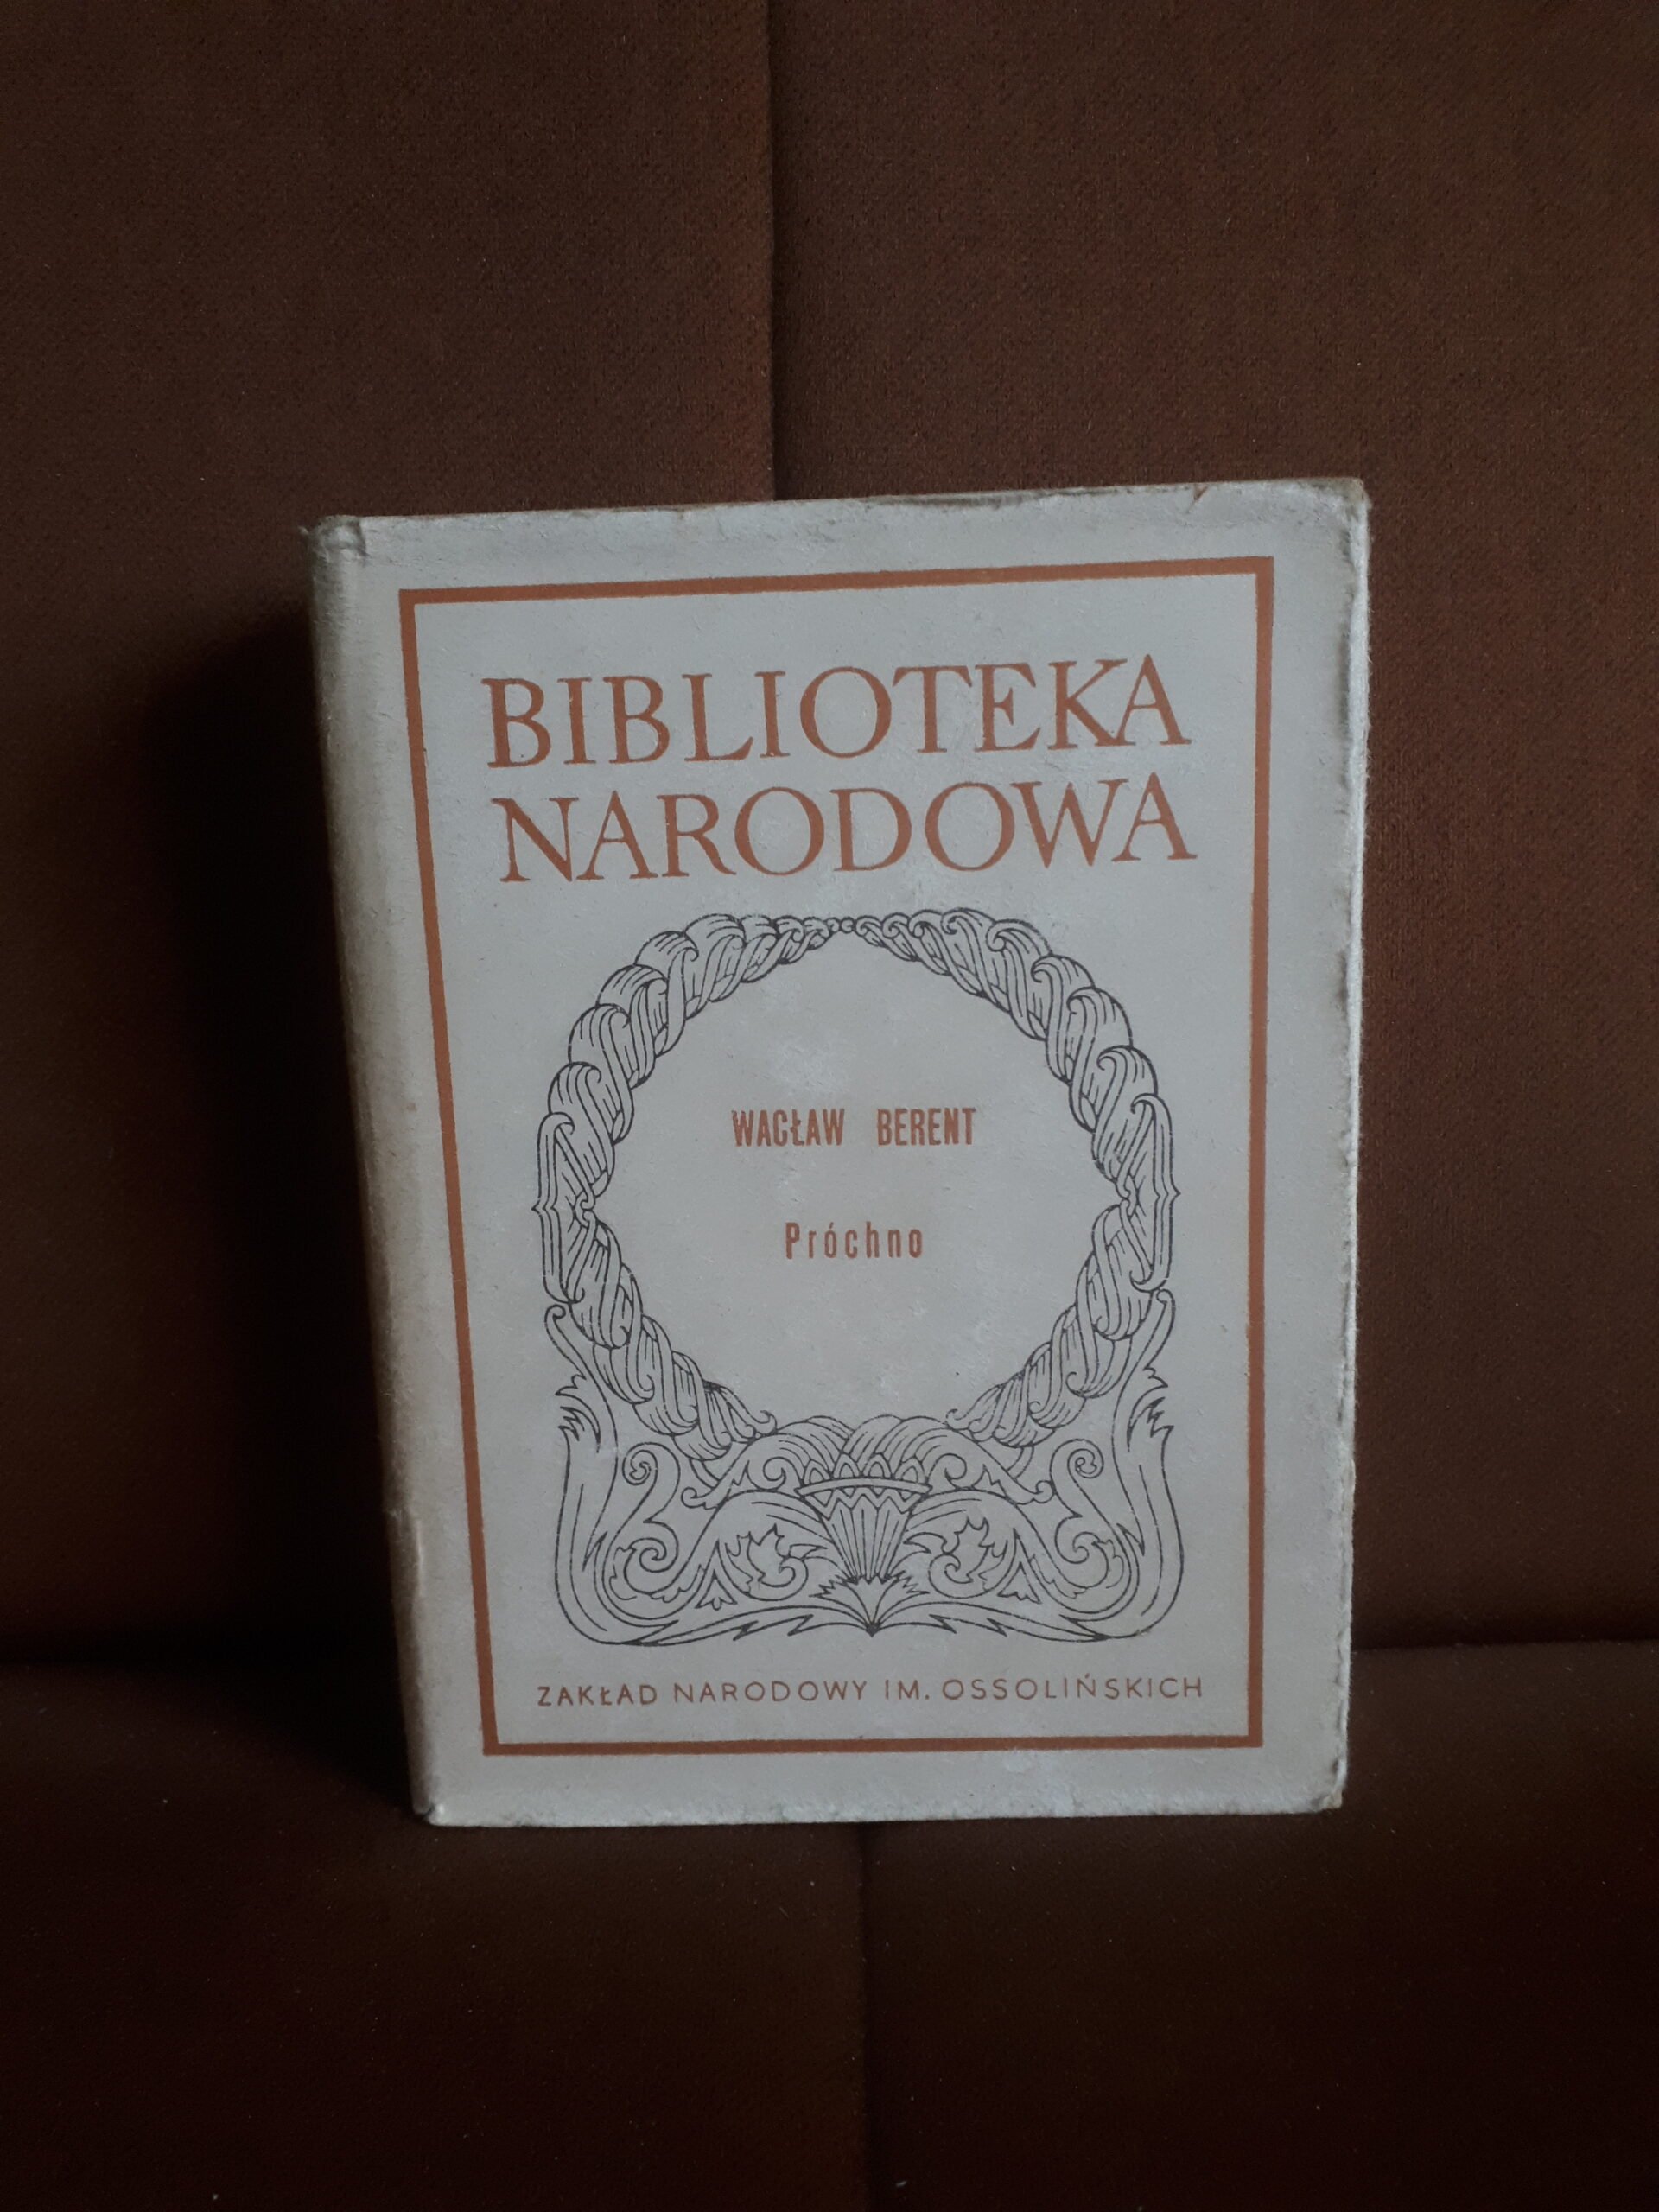 BIBLIOTEKA
NARODOWA
WACŁAW BERENT
Próchno
ZAKŁAD NARODOWY IM. OSSOLIŃSKICH